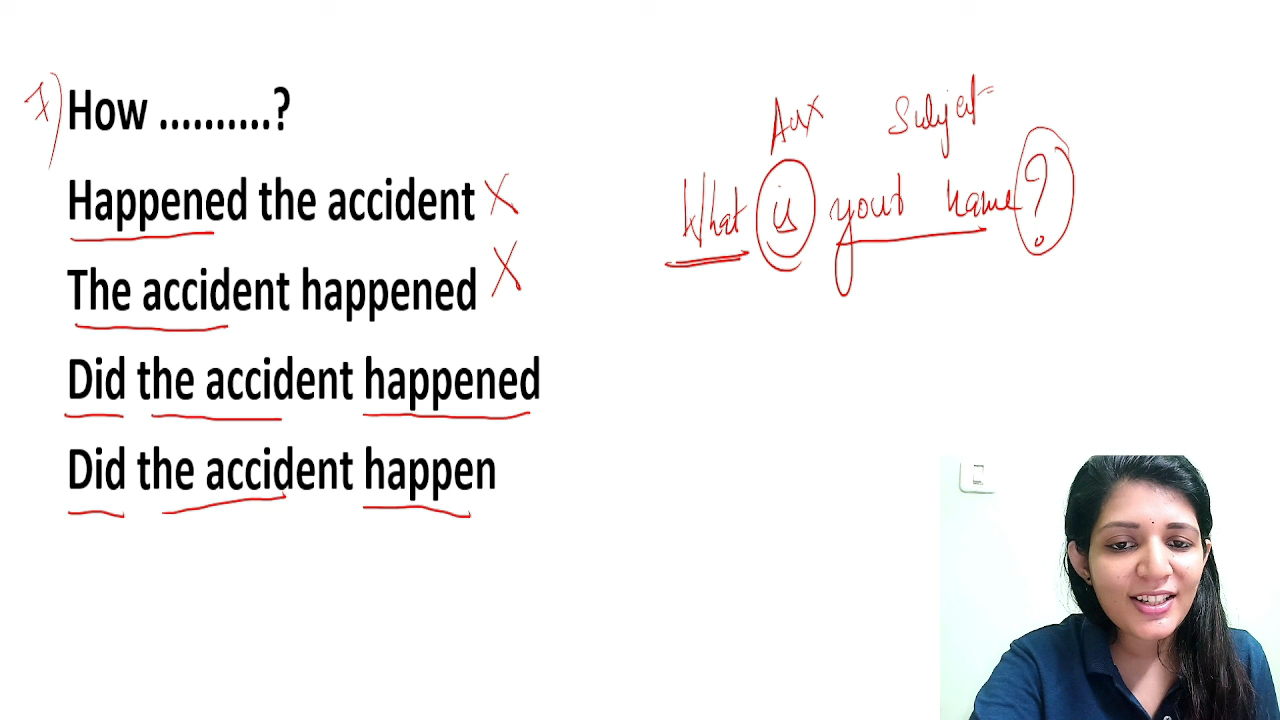 7) How ..........?
Happened the accident X
The accident happened X
Did the accident happened
Did the accident happen
Aux Subject
What is your name?